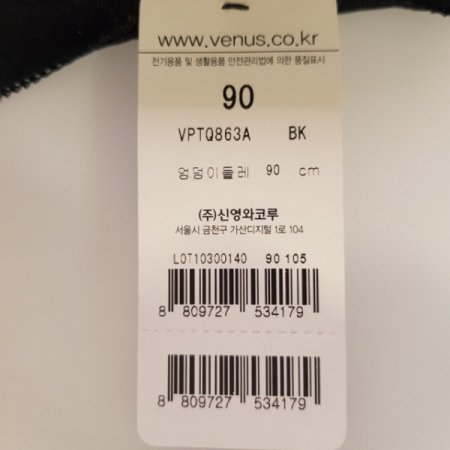 www.venus.co.kr
전기용품 및 생활용품 안전관리법에 의한 품질표시
90
VPTQ863A BK
엉덩이둘레 90 cm
(주)신영와코루
서울시 금천구 가산디지털 1로 104
LOT10300140 90 105
8 809727 534179
8 809727 534179